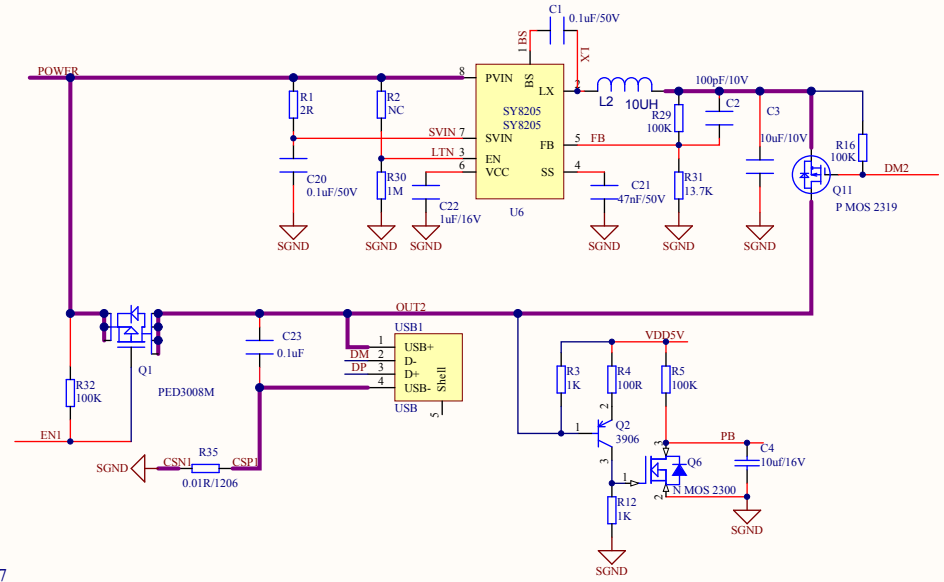 C1
0.1uF/50V
1 BS
LX
POWER
8
PVIN
BS
LX
2
L2
10UH
100pF/10V
R1
2R
R2
NC
SY8205
SY8205
R29
100K
C2
C3
SVIN
7
SVIN
FB
5
FB
10uF/10V
R16
100K
LTN
3
EN
6
VCC
SS
4
DM2
C20
0.1uF/50V
R30
1M
C22
1uF/16V
C21
47nF/50V
R31
13.7K
Q11
P MOS 2319
U6
SGND
SGND
SGND
SGND
SGND
SGND
OUT2
USB1
C23
0.1uF
1
USB+
DM
2
D-
DP
3
D+
4
USB-
Shell
USB
5
VDD5V
Q1
PED3008M
R32
100K
R3
1K
R4
100R
R5
100K
2
1
Q2
3906
3
EN1
R35
SGND
CSN1
CSP1
0.01R/1206
3
PB
C4
10uf/16V
Q6
1
2
N MOS 2300
R12
1K
SGND
SGND
7